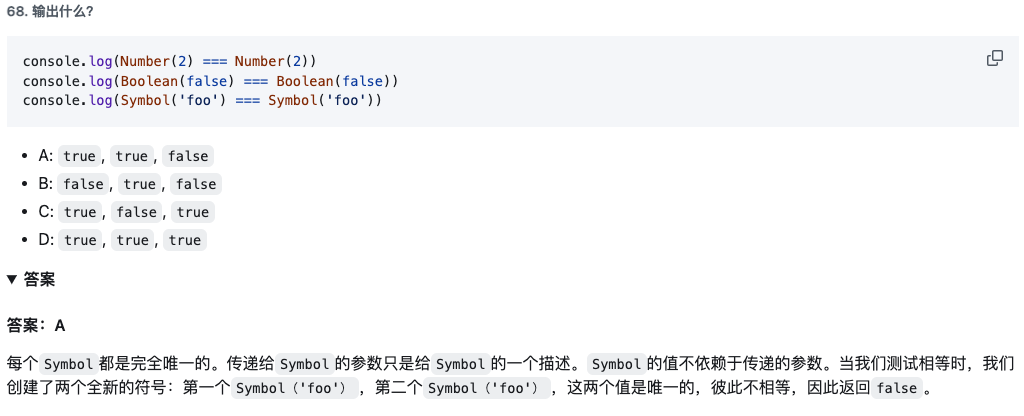 68. 输出什么？
console.log(Number(2) === Number(2))
console.log(Boolean(false) === Boolean(false))
console.log(Symbol('foo') === Symbol('foo'))
• A: true, true, false
• B: false, true, false
• C: true, false, true
• D: true, true, true
▼ 答案
答案：A
每个 Symbol 都是完全唯一的。传递给 Symbol 的参数只是给 Symbol 的一个描述。 Symbol 的值不依赖于传递的参数。当我们测试相等时，我们
创建了两个全新的符号：第一个 Symbol（'foo'），第二个 Symbol（'foo'），这两个值是唯一的，彼此不相等，因此返回 false 。